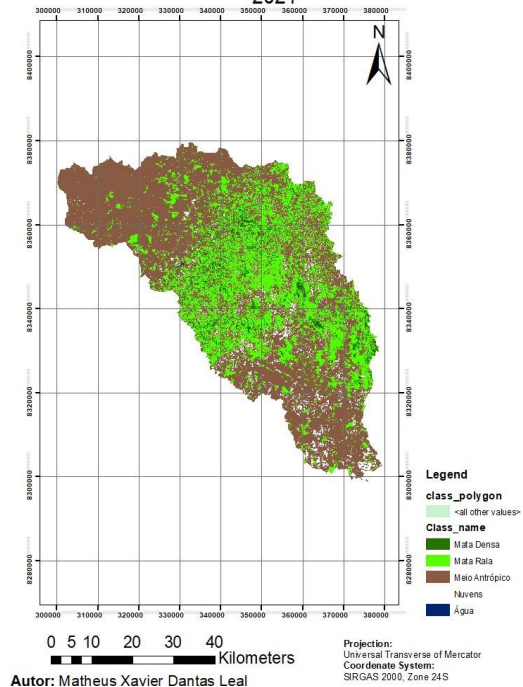 2021
300000 310000 320000 330000 340000 350000 360000 370000 380000
N
8400000 8400000
8380000 8380000
8360000 8360000
8340000 8340000
8320000 8320000
8300000 8300000
8280000 8280000
300000 310000 320000 330000 340000 350000 360000 370000 380000
Legend
class_polygon
<all other values>
Class_name
Mata Densa
Mata Rala
Meio Antrópico
Nuvens
Água
0 5 10 20 30 40
Kilometers
Projection:
Universal Transverse of Mercator
Coordenate System:
SIRGAS 2000, Zone 24S
Autor: Matheus Xavier Dantas Leal